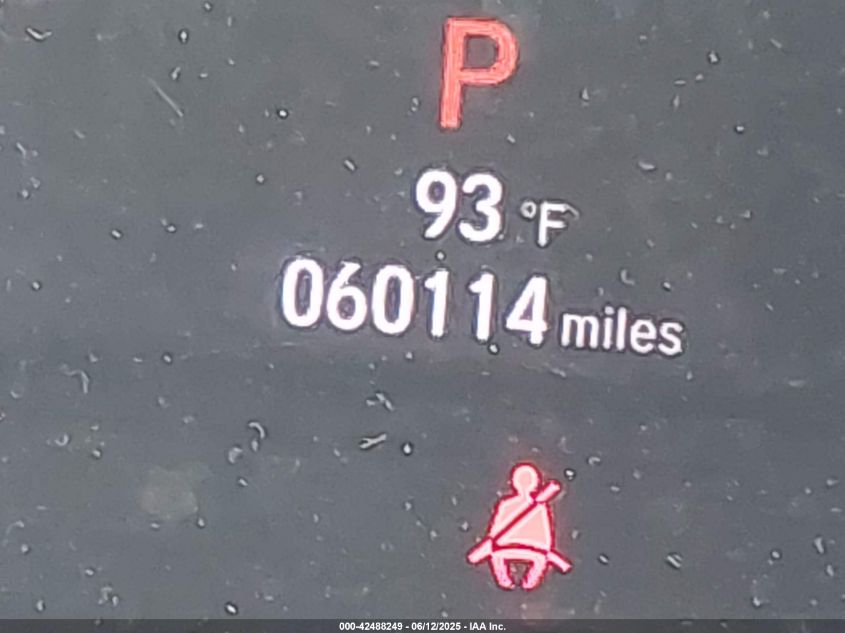 P
93 °F
060114 miles
000-42488249 - 06/12/2025 - IAA Inc.